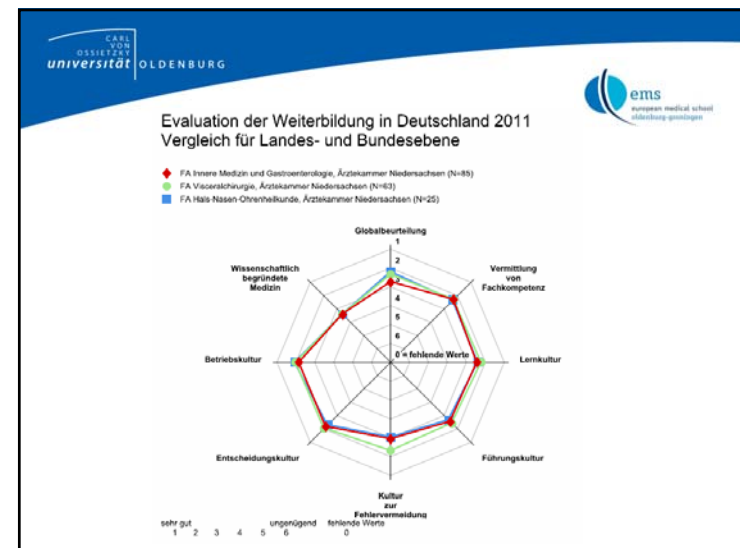 CARL
VON
OSSIETZKY
universität OLDENBURG
ems
european medical school
oldenburg-groningen
Evaluation der Weiterbildung in Deutschland 2011
Vergleich für Landes- und Bundesebene
FA Innere Medizin und Gastroenterologie, Ärztekammer Niedersachsen (N=85)
FA Visceralchirurgie, Ärztekammer Niedersachsen (N=63)
FA Hals-Nasen-Ohrenheilkunde, Ärztekammer Niedersachsen (N=25)
Globalbeurteilung
1
2
3
4
5
6
0 = fehlende Werte
Wissenschaftlich
begründete
Medizin
Vermittlung
von
Fachkompetenz
Betriebskultur
Lernkultur
Entscheidungskultur
Führungskultur
Kultur
zur
Fehlervermeidung
sehr gut ungenügend fehlende Werte
1 2 3 4 5 6 0